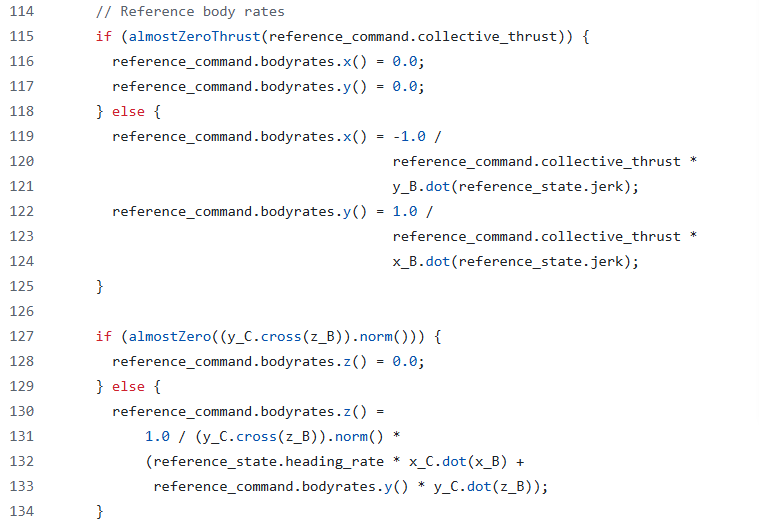 114 // Reference body rates
115 if (almostZeroThrust(reference_command.collective_thrust)) {
116 reference_command.bodyrates.x() = 0.0;
117 reference_command.bodyrates.y() = 0.0;
118 } else {
119 reference_command.bodyrates.x() = -1.0 /
120 reference_command.collective_thrust *
121 y_B.dot(reference_state.jerk);
122 reference_command.bodyrates.y() = 1.0 /
123 reference_command.collective_thrust *
124 x_B.dot(reference_state.jerk);
125 }
126
127 if (almostZero((y_C.cross(z_B)).norm())) {
128 reference_command.bodyrates.z() = 0.0;
129 } else {
130 reference_command.bodyrates.z() =
131 1.0 / (y_C.cross(z_B)).norm() *
132 (reference_state.heading_rate * x_C.dot(x_B) +
133 reference_command.bodyrates.y() * y_C.dot(z_B));
134 }